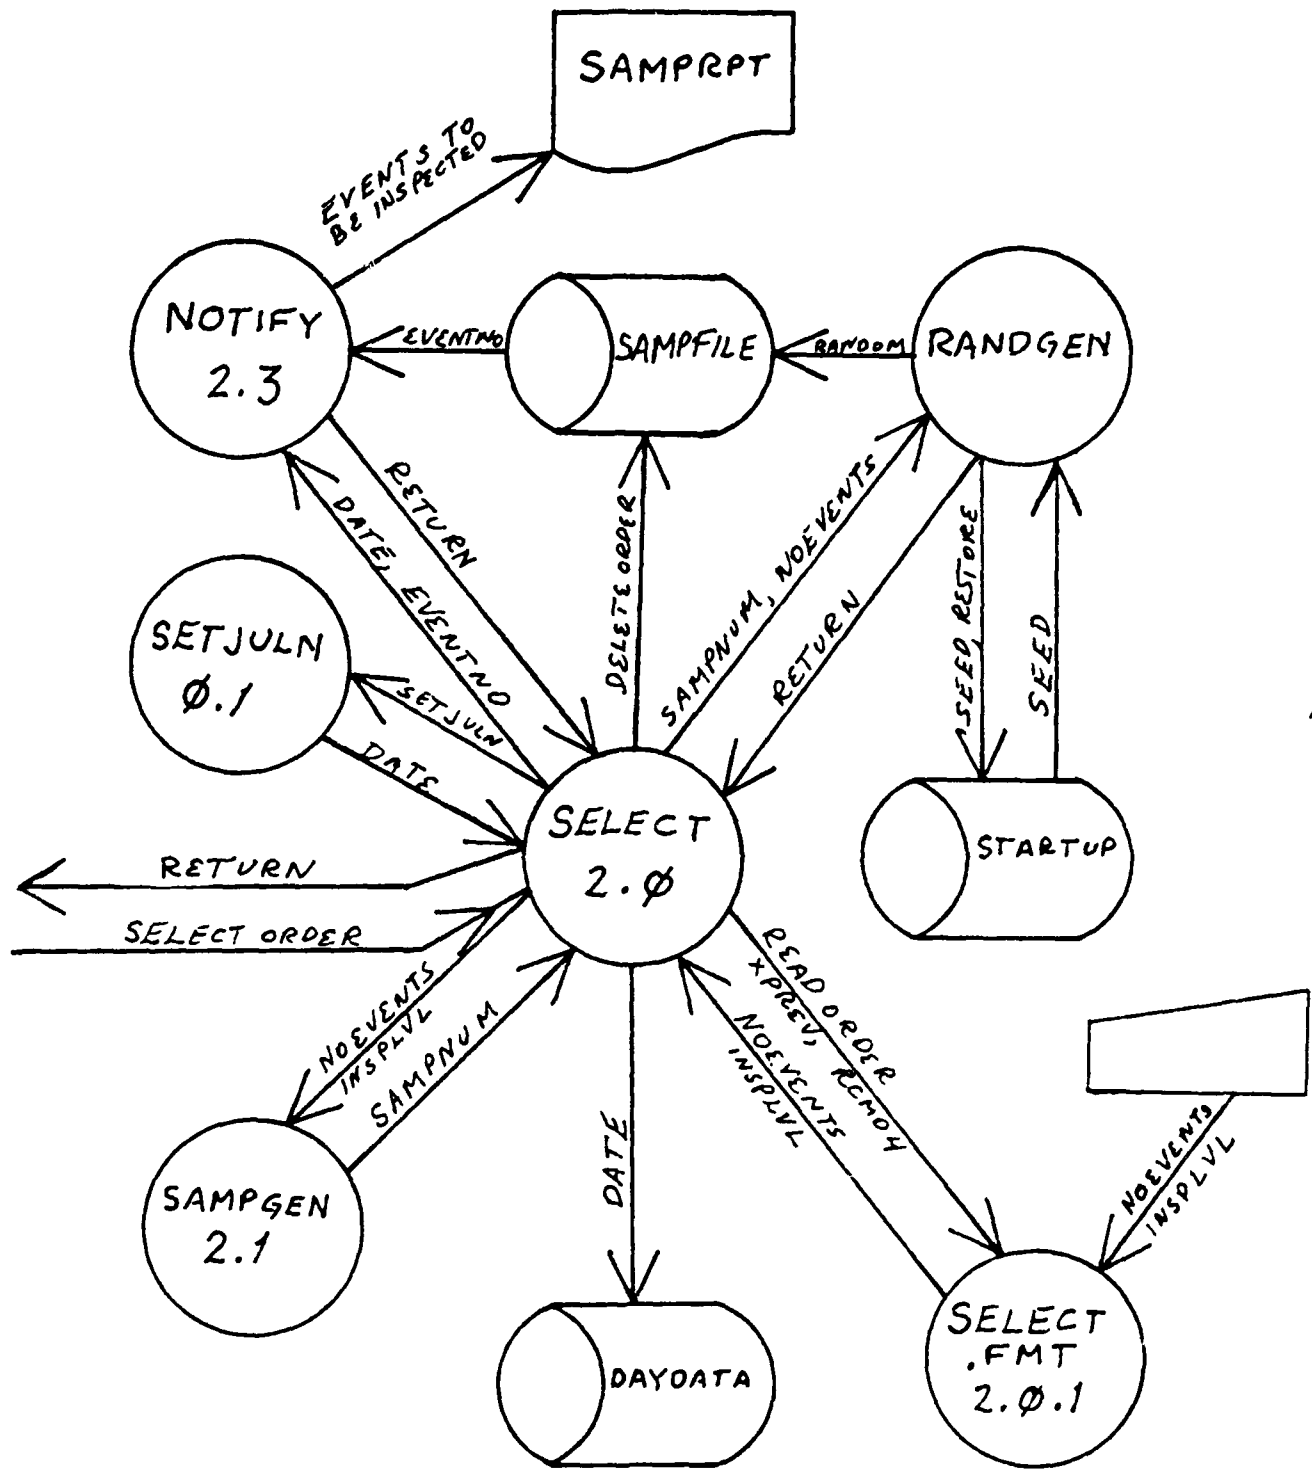 SAMPRPT
EVENTS TO
BE INSPECTED
NOTIFY
2.3
EVENTNO
SAMPFILE
RANDOM
RANDGEN
RETURN
DATE, EVENTNO
DELETE ORDER
SAMPNUM, NOEVENTS
RETURN
SEED RESTORE
SEED
SETJULN
Ø.1
SETJULN
DATE
SELECT
2.Ø
STARTUP
RETURN
SELECT ORDER
NOEVENTS
INSPLVL
SAMPNUM
DATE
READ ORDER
XPREV, RCMO4
NOEVENTS
INSPLVL
NOEVENTS
INSPLVL
SAMPGEN
2.1
DAYDATA
SELECT
.FMT
2.Ø.1